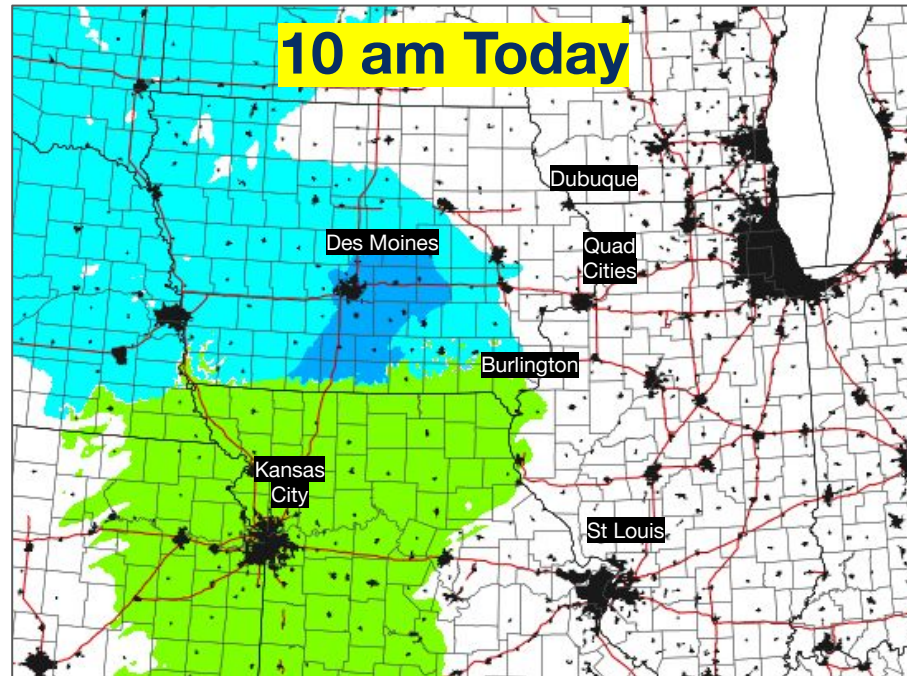 10 am Today
Dubuque
Des Moines
Quad
Cities
Burlington
Kansas
City
St Louis